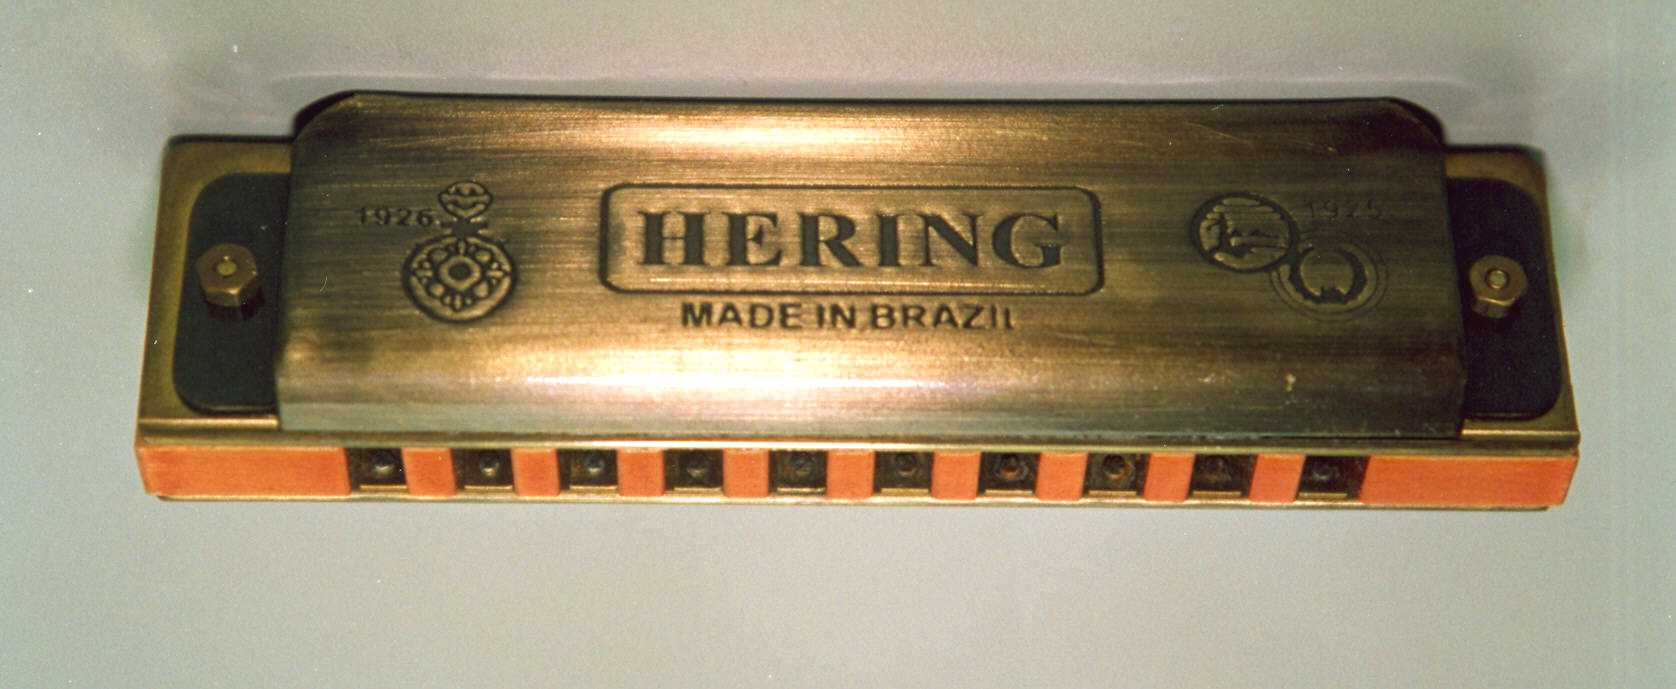 1926
HERING
1925
MADE IN BRAZIL